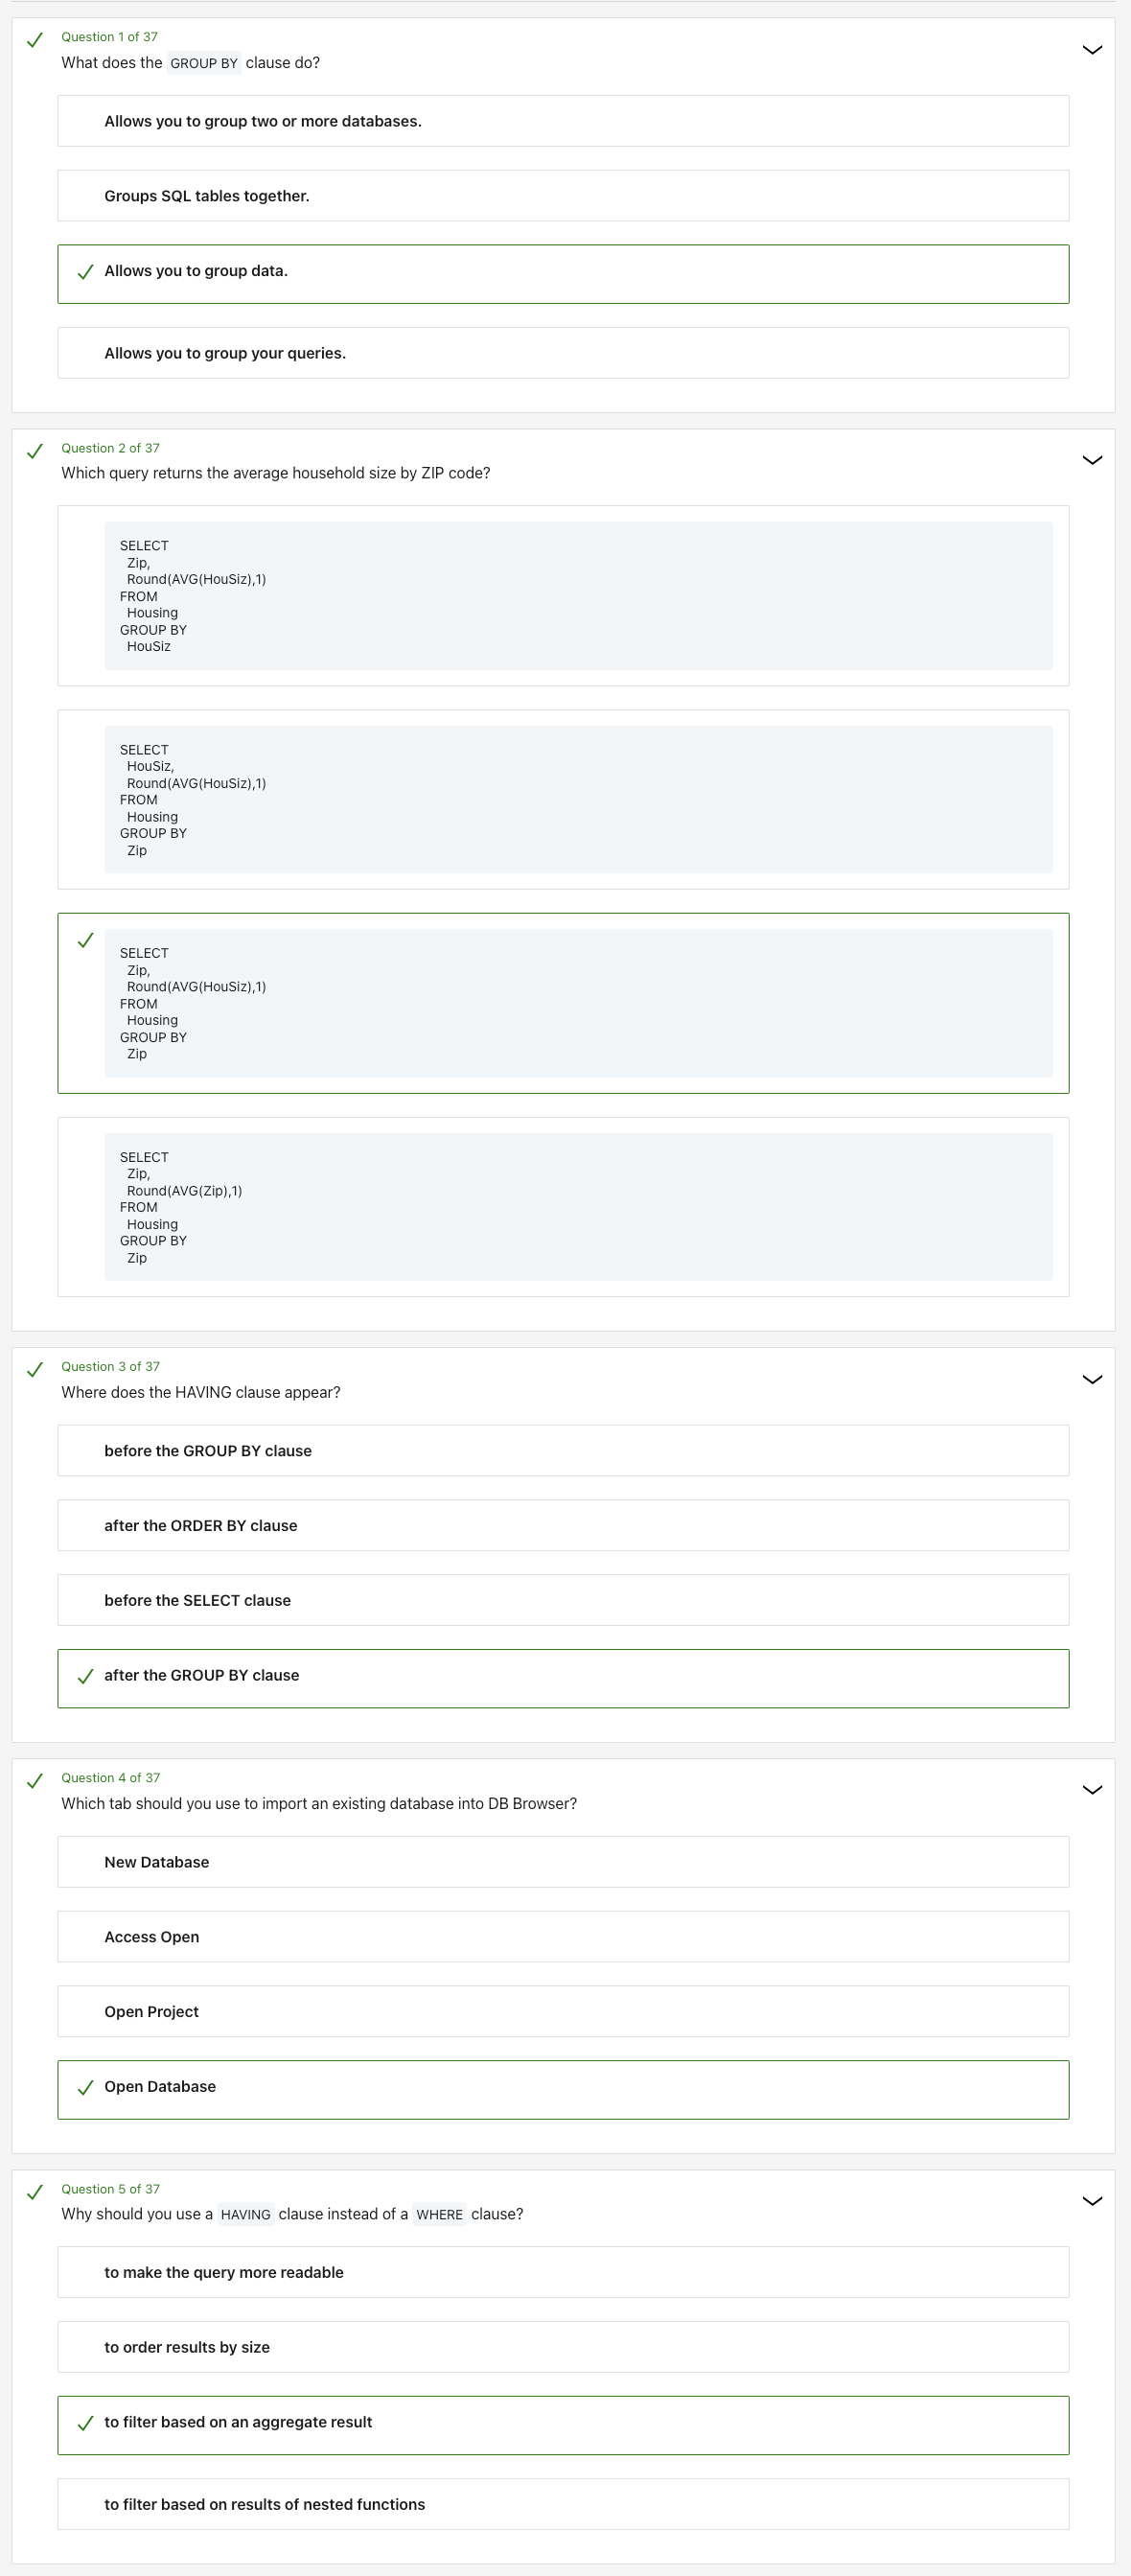 Question 1 of 37
What does the GROUP BY clause do?
Allows you to group two or more databases.
Groups SQL tables together.
Allows you to group data.
Allows you to group your queries.
Question 2 of 37
Which query returns the average household size by ZIP code?
SELECT
Zip,
Round(AVG(HouSiz),1)
FROM
Housing
GROUP BY
HouSiz
SELECT
HouSiz,
Round(AVG(HouSiz),1)
FROM
Housing
GROUP BY
Zip
SELECT
Zip,
Round(AVG(HouSiz),1)
FROM
Housing
GROUP BY
Zip
SELECT
Zip,
Round(AVG(Zip),1)
FROM
Housing
GROUP BY
Zip
Question 3 of 37
Where does the HAVING clause appear?
before the GROUP BY clause
after the ORDER BY clause
before the SELECT clause
after the GROUP BY clause
Question 4 of 37
Which tab should you use to import an existing database into DB Browser?
New Database
Access Open
Open Project
Open Database
Question 5 of 37
Why should you use a HAVING clause instead of a WHERE clause?
to make the query more readable
to order results by size
to filter based on an aggregate result
to filter based on results of nested functions